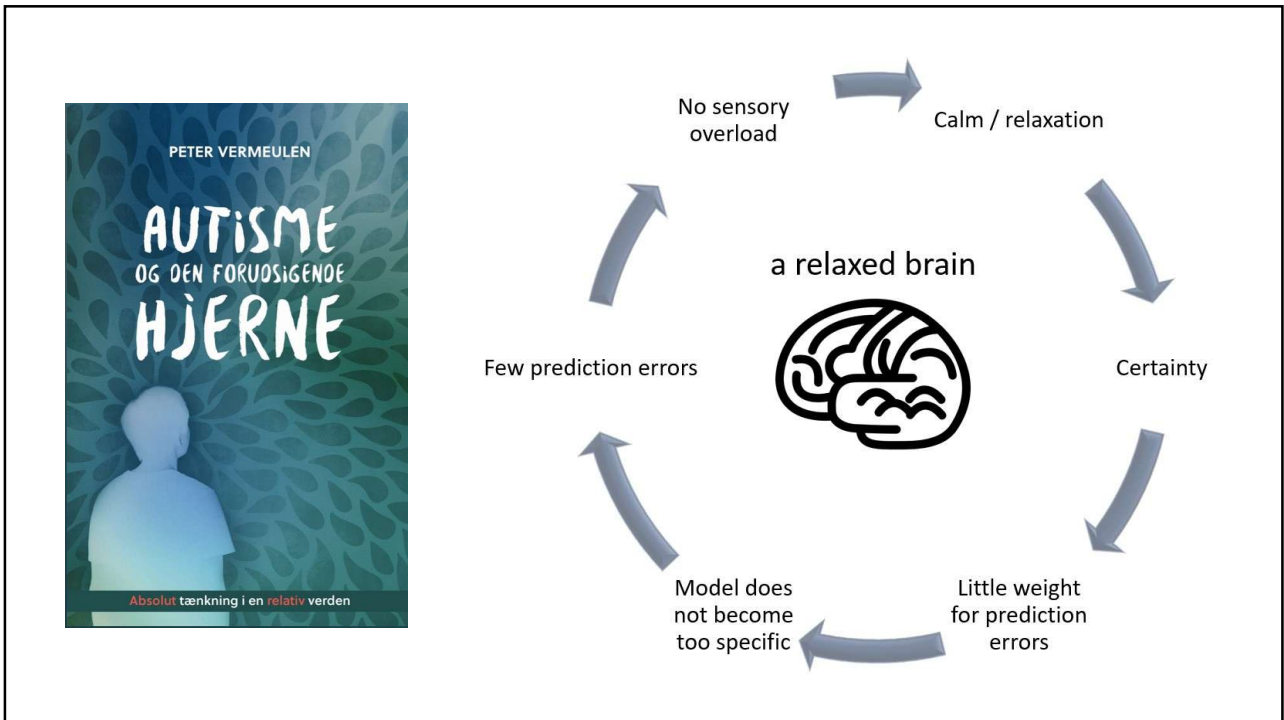 PETER VERMEULEN
AUTISME
OG DEN FORUDSIGENDE
HJERNE
Absolut tænkning i en relativ verden
No sensory
overload
Calm / relaxation
a relaxed brain
Certainty
Little weight
for prediction
errors
Model does
not become
too specific
Few prediction errors